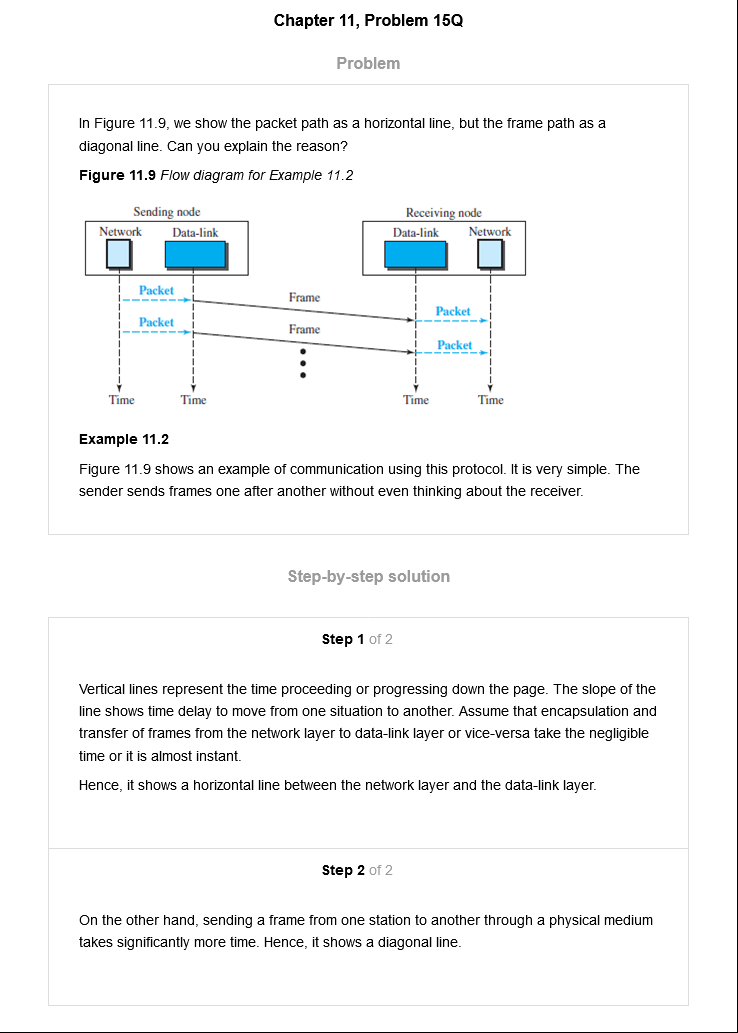 Chapter 11, Problem 15Q
Problem
In Figure 11.9, we show the packet path as a horizontal line, but the frame path as a
diagonal line. Can you explain the reason?
Figure 11.9 Flow diagram for Example 11.2
Sending node
Receiving node
Network
Data-link
Data-link
Network
Packet
Frame
Packet
Packet
Frame
Packet
Time
Time
Time
Time
Example 11.2
Figure 11.9 shows an example of communication using this protocol. It is very simple. The
sender sends frames one after another without even thinking about the receiver.
Step-by-step solution
Step 1 of 2
Vertical lines represent the time proceeding or progressing down the page. The slope of the
line shows time delay to move from one situation to another. Assume that encapsulation and
transfer of frames from the network layer to data-link layer or vice-versa take the negligible
time or it is almost instant.
Hence, it shows a horizontal line between the network layer and the data-link layer.
Step 2 of 2
On the other hand, sending a frame from one station to another through a physical medium
takes significantly more time. Hence, it shows a diagonal line.